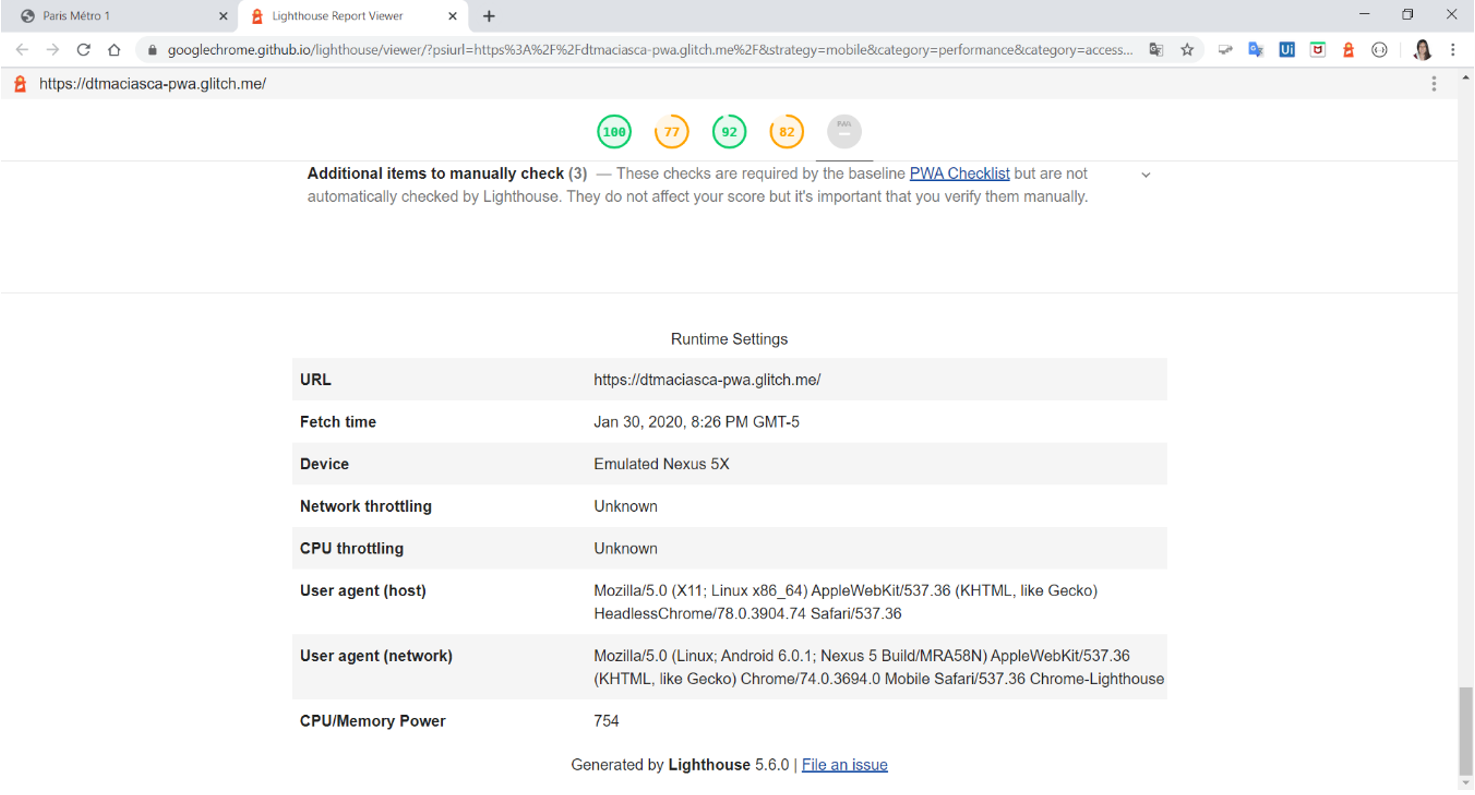 Paris Métro 1
Lighthouse Report Viewer
googlechrome.github.io/lighthouse/viewer/?psiurl=https%3A%2F%2Fdtmaciasca-pwa.glitch.me%2F&strategy=mobile&category=performance&category=access...
https://dtmaciasca-pwa.glitch.me/
100 77 92 82 PWA
Additional items to manually check (3) — These checks are required by the baseline PWA Checklist but are not
automatically checked by Lighthouse. They do not affect your score but it's important that you verify them manually.
Runtime Settings
URL https://dtmaciasca-pwa.glitch.me/
Fetch time Jan 30, 2020, 8:26 PM GMT-5
Device Emulated Nexus 5X
Network throttling Unknown
CPU throttling Unknown
User agent (host) Mozilla/5.0 (X11; Linux x86_64) AppleWebKit/537.36 (KHTML, like Gecko)
HeadlessChrome/78.0.3904.74 Safari/537.36
User agent (network) Mozilla/5.0 (Linux; Android 6.0.1; Nexus 5 Build/MRA58N) AppleWebKit/537.36
(KHTML, like Gecko) Chrome/74.0.3694.0 Mobile Safari/537.36 Chrome-Lighthouse
CPU/Memory Power 754
Generated by Lighthouse 5.6.0 | File an issue